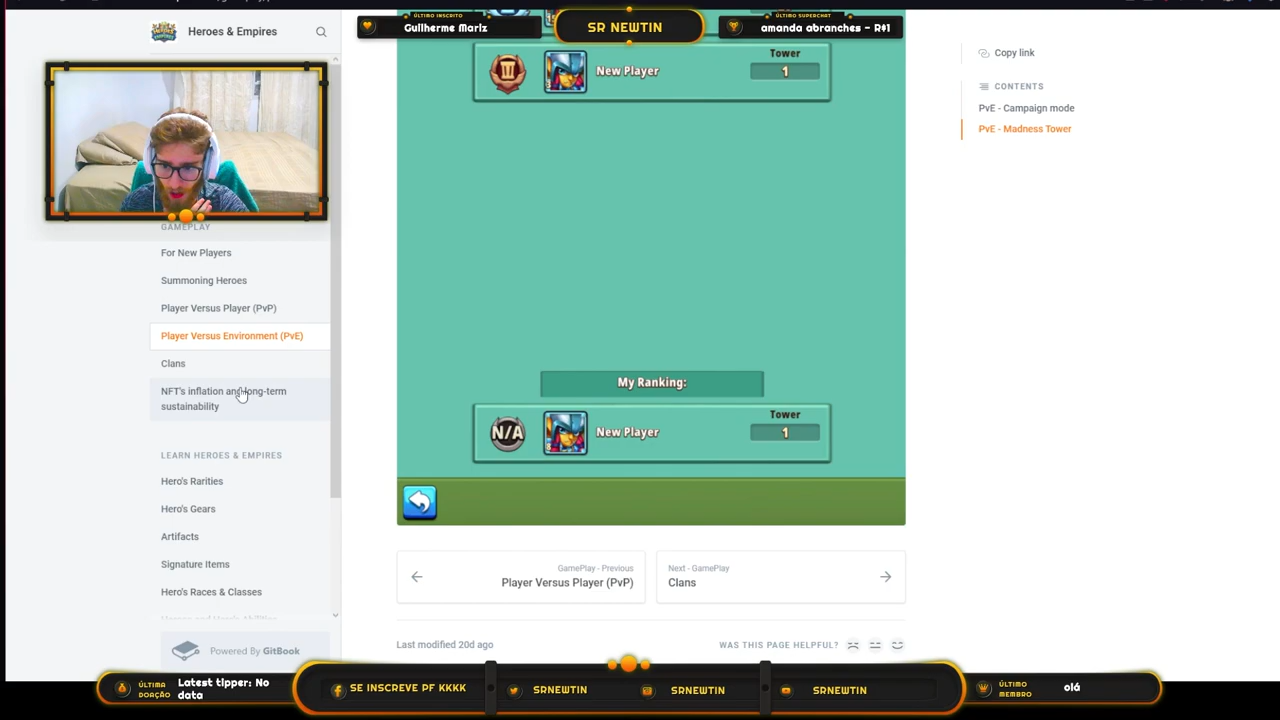 Heroes & Empires
ÚLTIMO INSCRITO
Guilherme Mariz
SR NEWTIN
ÚLTIMO SUPERCHAT
amanda abranches - R$1
III
New Player
Tower
1
Copy link
CONTENTS
PvE - Campaign mode
PvE - Madness Tower
GAMEPLAY
For New Players
Summoning Heroes
Player Versus Player (PvP)
Player Versus Environment (PvE)
Clans
NFT's inflation and long-term
sustainability
LEARN HEROES & EMPIRES
Hero's Rarities
Hero's Gears
Artifacts
Signature Items
Hero's Races & Classes
Powered By GitBook
My Ranking:
N/A
New Player
Tower
1
GamePlay - Previous
Player Versus Player (PvP)
Next - GamePlay
Clans
Last modified 20d ago
WAS THIS PAGE HELPFUL?
ÚLTIMA
DOAÇÃO
Latest tipper: No
data
SE INSCREVE PF KKKK
SRNEWTIN
SRNEWTIN
SRNEWTIN
ÚLTIMO
MEMBRO
olá